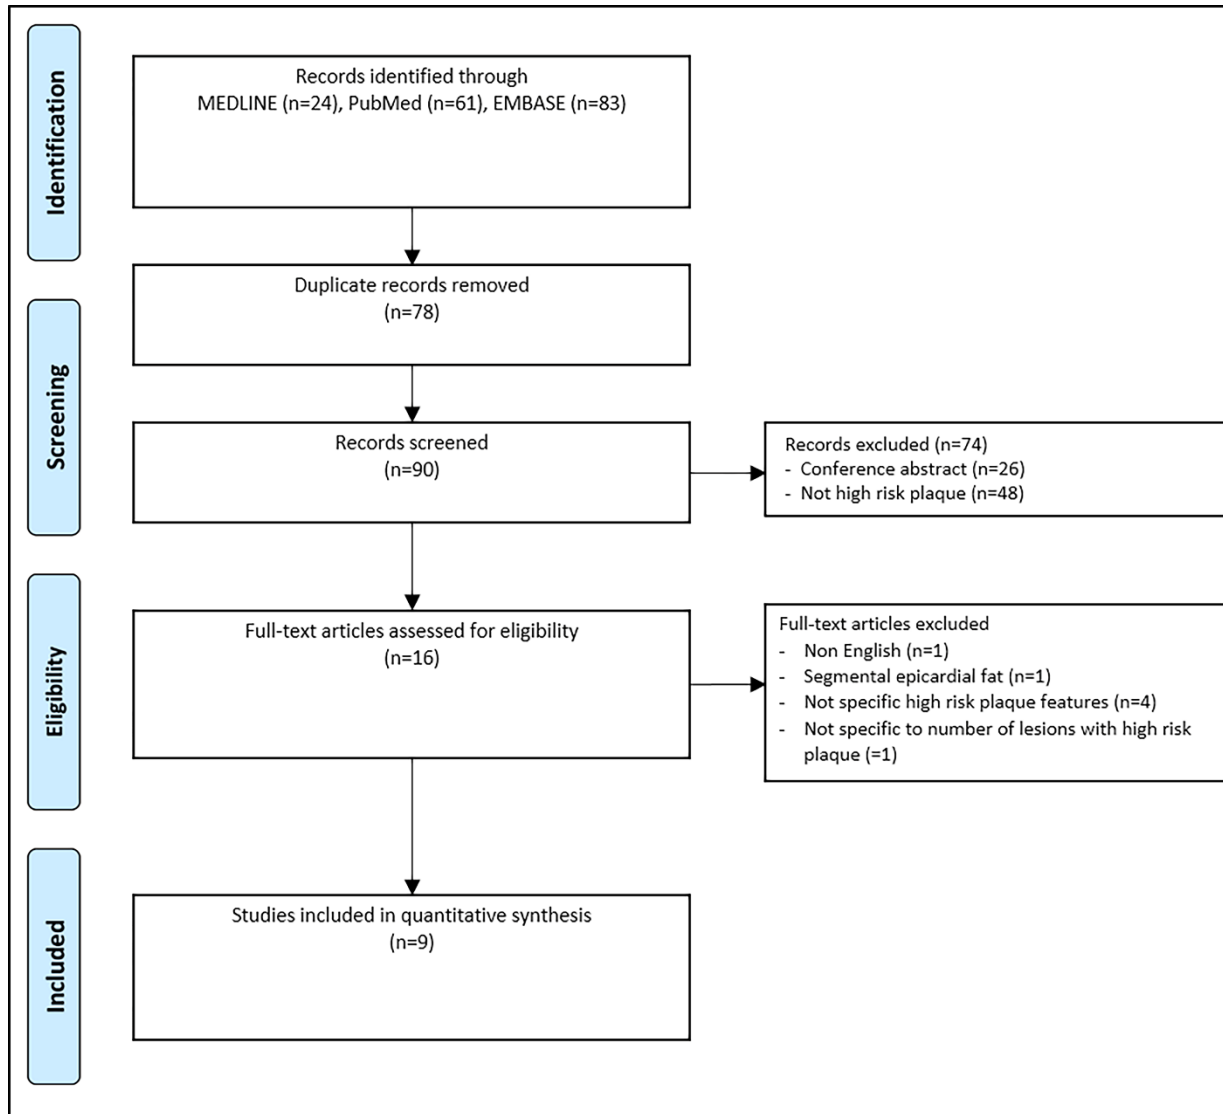 Identification
Records identified through
MEDLINE (n=24), PubMed (n=61), EMBASE (n=83)
Duplicate records removed
(n=78)
Screening
Records screened
(n=90)
Records excluded (n=74)
- Conference abstract (n=26)
- Not high risk plaque (n=48)
Eligibility
Full-text articles assessed for eligibility
(n=16)
Full-text articles excluded
- Non English (n=1)
- Segmental epicardial fat (n=1)
- Not specific high risk plaque features (n=4)
- Not specific to number of lesions with high risk
plaque (=1)
Included
Studies included in quantitative synthesis
(n=9)